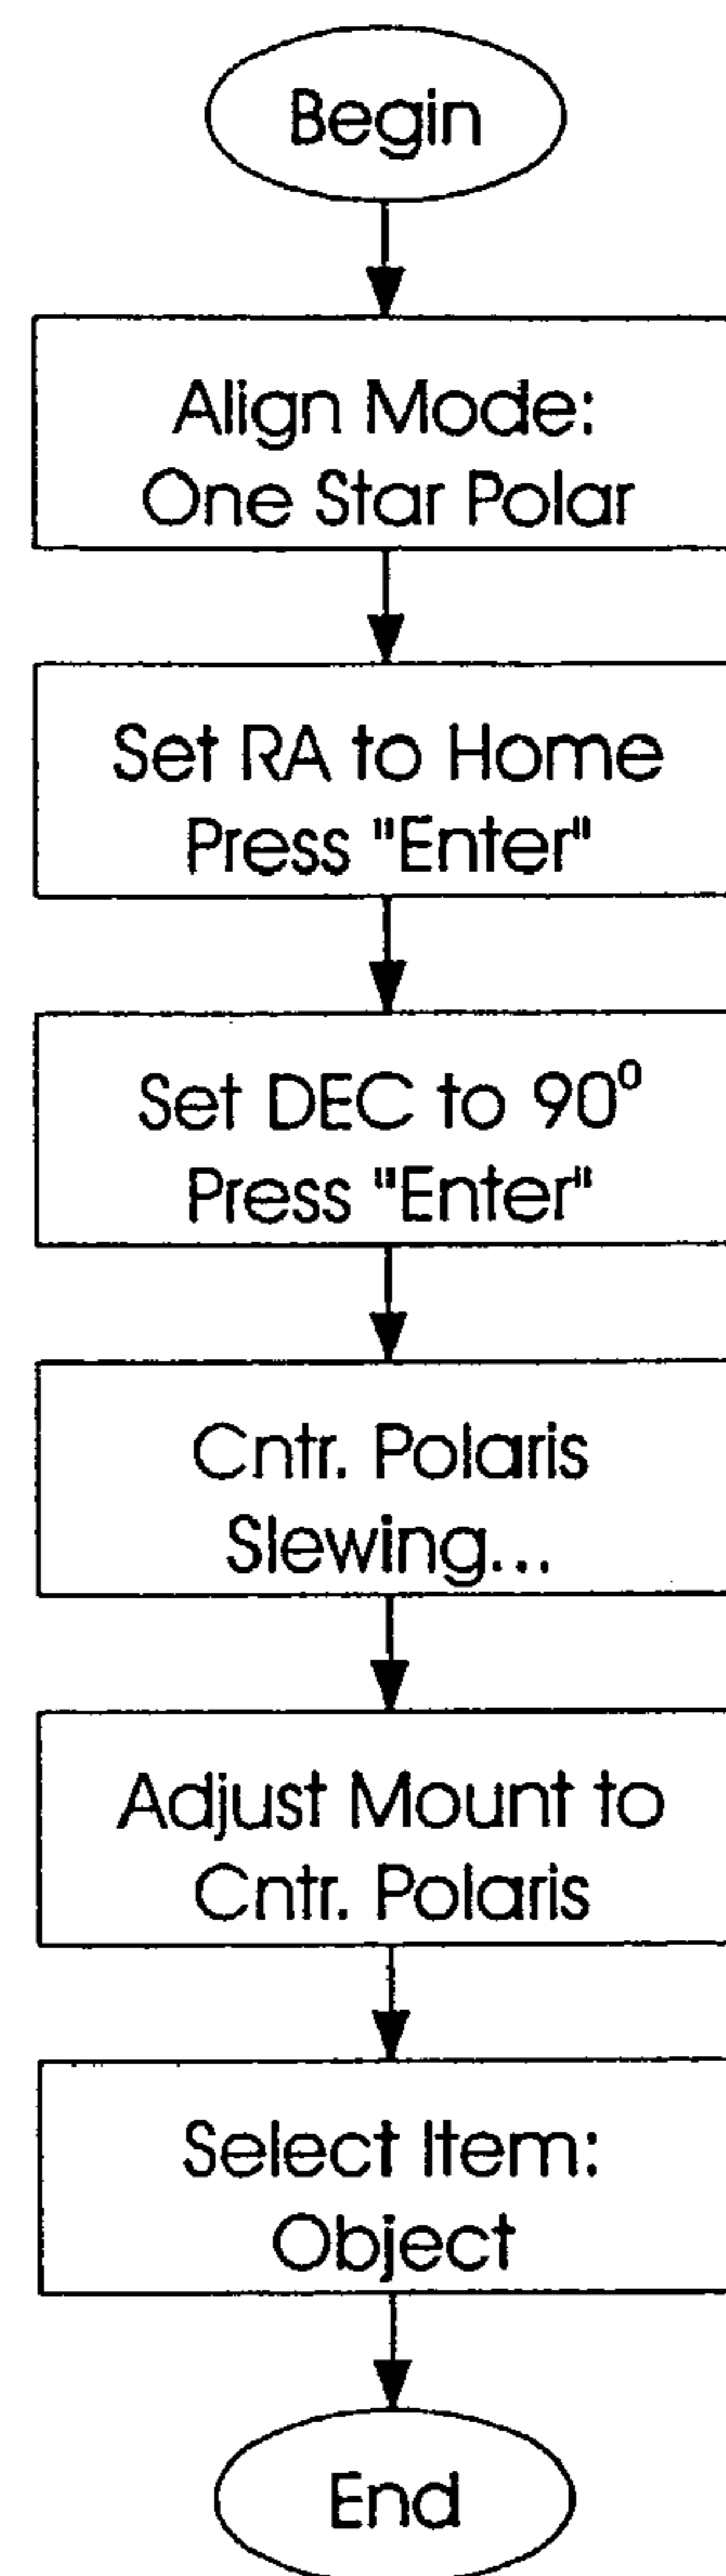 Begin
Align Mode:
One Star Polar
Set RA to Home
Press "Enter"
Set DEC to 90⁰
Press "Enter"
Cntr. Polaris
Slewing...
Adjust Mount to
Cntr. Polaris
Select Item:
Object
End